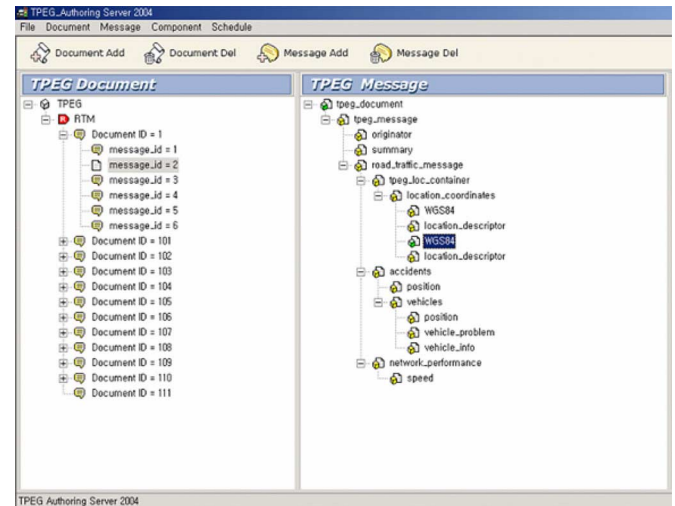 TPEG_Authoring Server 2004
File Document Message Component Schedule
Document Add Document Del Message Add Message Del
TPEG Document
TPEG
RTM
Document ID = 1
message_id = 1
message_id = 2
message_id = 3
message_id = 4
message_id = 5
message_id = 6
Document ID = 101
Document ID = 102
Document ID = 103
Document ID = 104
Document ID = 105
Document ID = 106
Document ID = 107
Document ID = 108
Document ID = 109
Document ID = 110
Document ID = 111
TPEG Message
tpeg_document
tpeg_message
originator
summary
road_traffic_message
tpeg_loc_container
location_coordinates
WGS84
location_descriptor
WGS84
location_descriptor
accidents
position
vehicles
position
vehicle_problem
vehicle_info
network_performance
speed
TPEG Authoring Server 2004